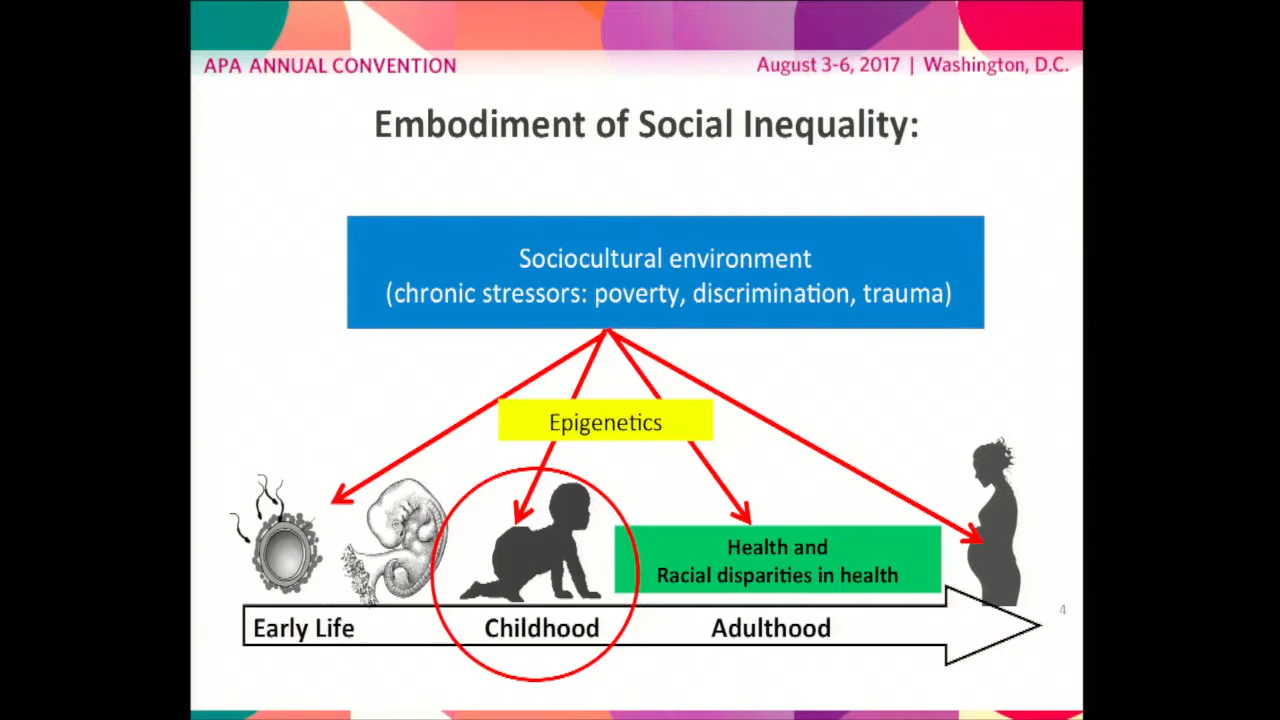 APA ANNUAL CONVENTION
August 3-6, 2017 | Washington, D.C.
Embodiment of Social Inequality:
Sociocultural environment
(chronic stressors: poverty, discrimination, trauma)
Epigenetics
Health and
Racial disparities in health
4
Early Life
Childhood
Adulthood